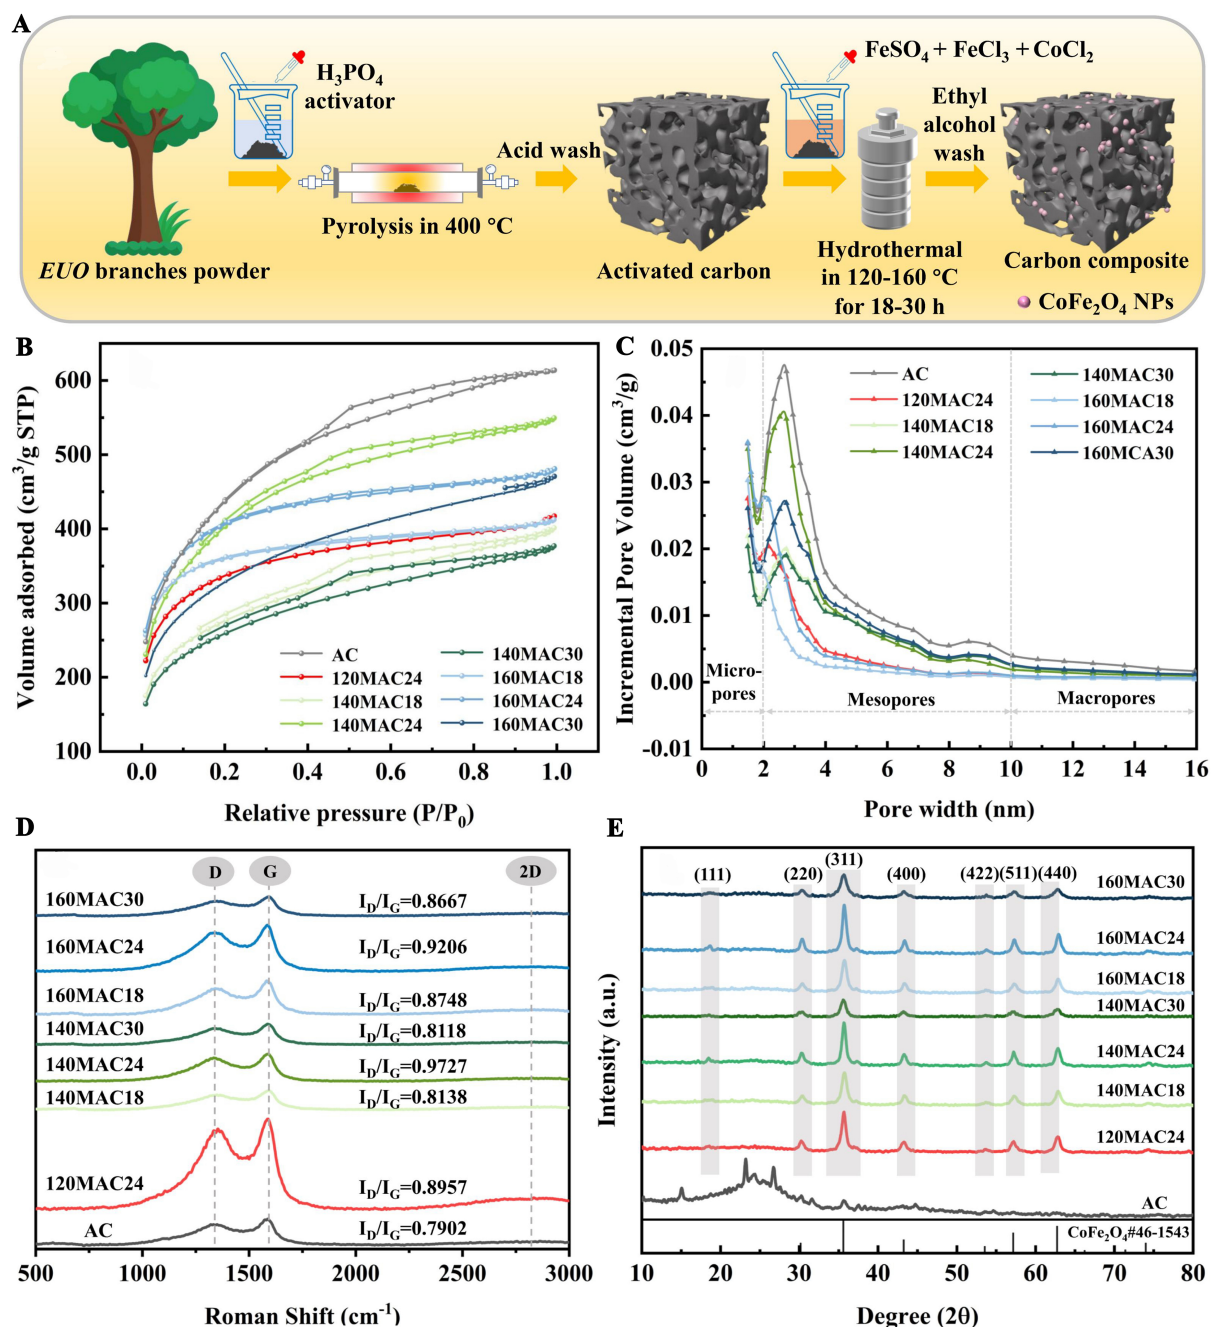 A
H3PO4
activator
FeSO4 + FeCl3 + CoCl2
Ethyl
alcohol
wash
Acid wash
Pyrolysis in 400 °C
EUO branches powder
Activated carbon
Hydrothermal
in 120-160 °C
for 18-30 h
Carbon composite
CoFe2O4 NPs
B
Volume adsorbed (cm3/g STP)
600
500
400
300
200
100
AC
120MAC24
140MAC18
140MAC24
140MAC30
160MAC18
160MAC24
160MAC30
0.0 0.2 0.4 0.6 0.8 1.0
Relative pressure (P/P0)
C
Incremental Pore Volume (cm3/g)
0.05
0.04
0.03
0.02
0.01
0.00
-0.01
AC
120MAC24
140MAC18
140MAC24
140MAC30
160MAC18
160MAC24
160MCA30
Micro-
pores
Mesopores
Macropores
0 2 4 6 8 10 12 14 16
Pore width (nm)
D
D G 2D
160MAC30 ID/IG=0.8667
160MAC24 ID/IG=0.9206
160MAC18 ID/IG=0.8748
140MAC30 ID/IG=0.8118
140MAC24 ID/IG=0.9727
140MAC18 ID/IG=0.8138
120MAC24 ID/IG=0.8957
AC ID/IG=0.7902
500 1000 1500 2000 2500 3000
Roman Shift (cm-1)
E
Intensity (a.u.)
(111) (220) (311) (400) (422) (511) (440)
160MAC30
160MAC24
160MAC18
140MAC30
140MAC24
140MAC18
120MAC24
AC
CoFe2O4#46-1543
10 20 30 40 50 60 70 80
Degree (2θ)